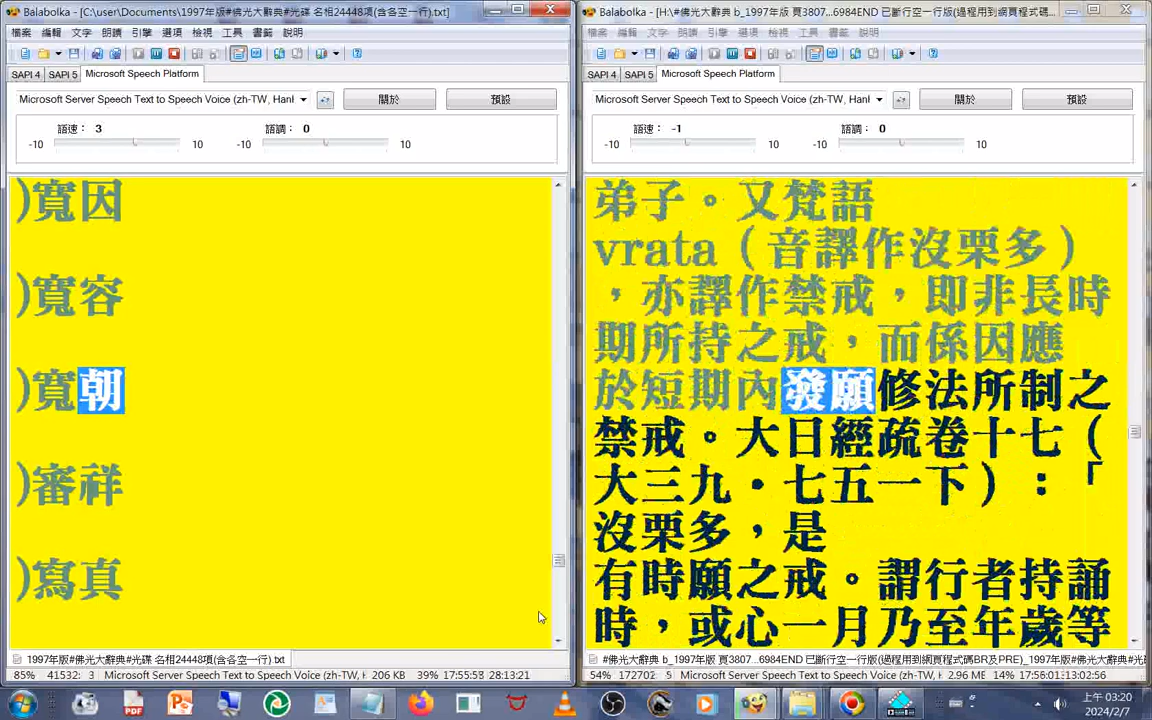 Balabolka - [C:\user\Documents\1997年版#佛光大辭典#光碟 名相24448項(含各空一行).txt]
檔案 編輯 文字 朗讀 引擎 選項 檢視 工具 書籤 說明
SAPI 4 SAPI 5 Microsoft Speech Platform
Microsoft Server Speech Text to Speech Voice (zh-TW, Hanl
關於
預設
語速： 3 語調： 0
-10 10 -10 10
)寬因
)寬容
)寬朝
)審祥
)寫真
1997年版#佛光大辭典#光碟 名相24448項(含各空一行).txt
85% 41532: 3 Microsoft Server Speech Text to Speech Voice (zh-TW, H 206 KB 17:55:58 28:13:21
Balabolka - [H:\#佛光大辭典 b_1997年版 頁3807...6984END 已斷行空一行版(過程用到網頁程式碼...
檔案 編輯 文字 朗讀 引擎 選項 檢視 工具 書籤 說明
SAPI 4 SAPI 5 Microsoft Speech Platform
Microsoft Server Speech Text to Speech Voice (zh-TW, Hanl
關於
預設
語速： -1 語調： 0
-10 10 -10 10
弟子。又梵語
vrata（音譯作沒栗多）
，亦譯作禁戒，即非長時
期所持之戒，而係因應
於短期內發願修法所制之
禁戒。大日經疏卷十七（
大三九．七五一下）：「
沒栗多，是
有時願之戒。謂行者持誦
時，或心一月乃至年歲等
#佛光大辭典 b_1997年版 頁3807...6984END 已斷行空一行版(過程用到網頁程式碼BR及PRE)_1997年版#佛光
54% 172702: 5 Microsoft Server Speech Text to Speech Voice (zh-TW, H 2.96 MB 17:56:01 13:02:56
上午 03:20
2024/2/7